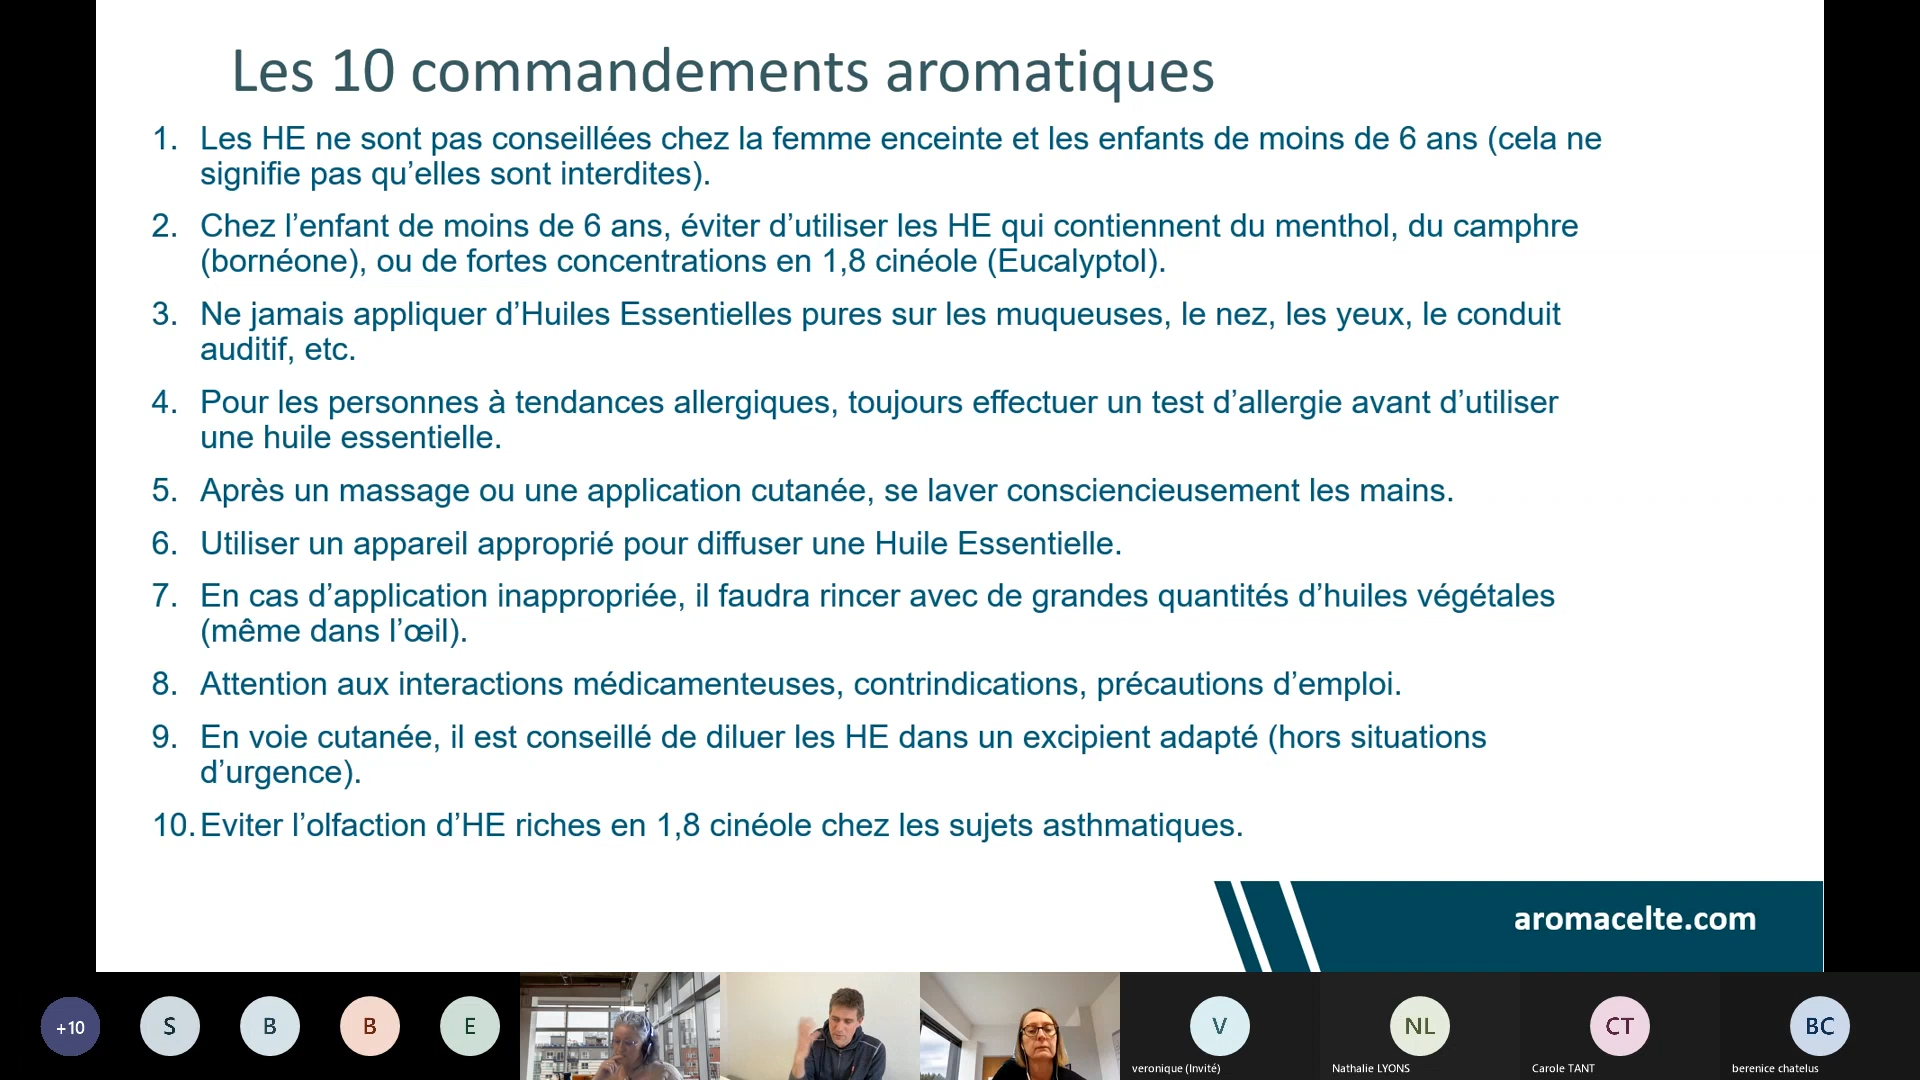 Les 10 commandements aromatiques
1. Les HE ne sont pas conseillées chez la femme enceinte et les enfants de moins de 6 ans (cela ne
signifie pas qu’elles sont interdites).
2. Chez l’enfant de moins de 6 ans, éviter d’utiliser les HE qui contiennent du menthol, du camphre
(bornéone), ou de fortes concentrations en 1,8 cinéole (Eucalyptol).
3. Ne jamais appliquer d’Huiles Essentielles pures sur les muqueuses, le nez, les yeux, le conduit
auditif, etc.
4. Pour les personnes à tendances allergiques, toujours effectuer un test d’allergie avant d’utiliser
une huile essentielle.
5. Après un massage ou une application cutanée, se laver consciencieusement les mains.
6. Utiliser un appareil approprié pour diffuser une Huile Essentielle.
7. En cas d’application inappropriée, il faudra rincer avec de grandes quantités d’huiles végétales
(même dans l’œil).
8. Attention aux interactions médicamenteuses, contrindications, précautions d’emploi.
9. En voie cutanée, il est conseillé de diluer les HE dans un excipient adapté (hors situations
d’urgence).
10. Eviter l’olfaction d’HE riches en 1,8 cinéole chez les sujets asthmatiques.
aromacelte.com
+10 S B B E V NL CT BC
veronique (Invité) Nathalie LYONS Carole TANT berenice chatelus